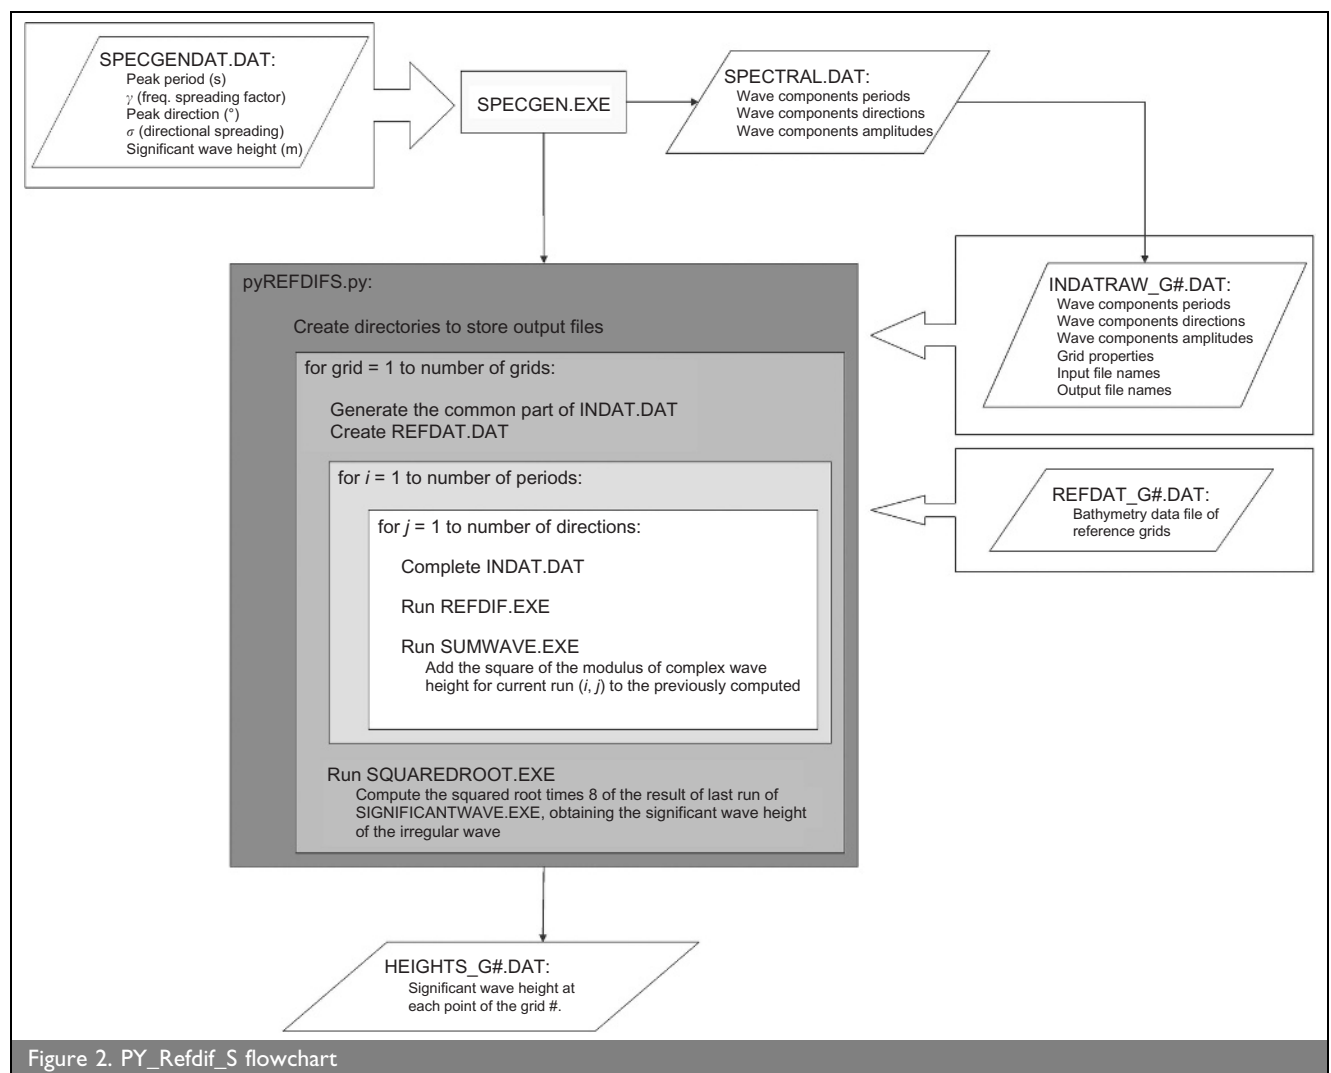 SPECGENDAT.DAT:
Peak period (s)
γ (freq. spreading factor)
Peak direction (°)
σ (directional spreading)
Significant wave height (m)
SPECGEN.EXE
SPECTRAL.DAT:
Wave components periods
Wave components directions
Wave components amplitudes
INDATRAW_G#.DAT:
Wave components periods
Wave components directions
Wave components amplitudes
Grid properties
Input file names
Output file names
REFDAT_G#.DAT:
Bathymetry data file of
reference grids
pyREFDIFS.py:
Create directories to store output files
for grid = 1 to number of grids:
Generate the common part of INDAT.DAT
Create REFDAT.DAT
for i = 1 to number of periods:
for j = 1 to number of directions:
Complete INDAT.DAT
Run REFDIF.EXE
Run SUMWAVE.EXE
Add the square of the modulus of complex wave
height for current run (i, j) to the previously computed
Run SQUAREDROOT.EXE
Compute the squared root times 8 of the result of last run of
SIGNIFICANTWAVE.EXE, obtaining the significant wave height
of the irregular wave
HEIGHTS_G#.DAT:
Significant wave height at
each point of the grid #.
Figure 2. PY_Refdif_S flowchart